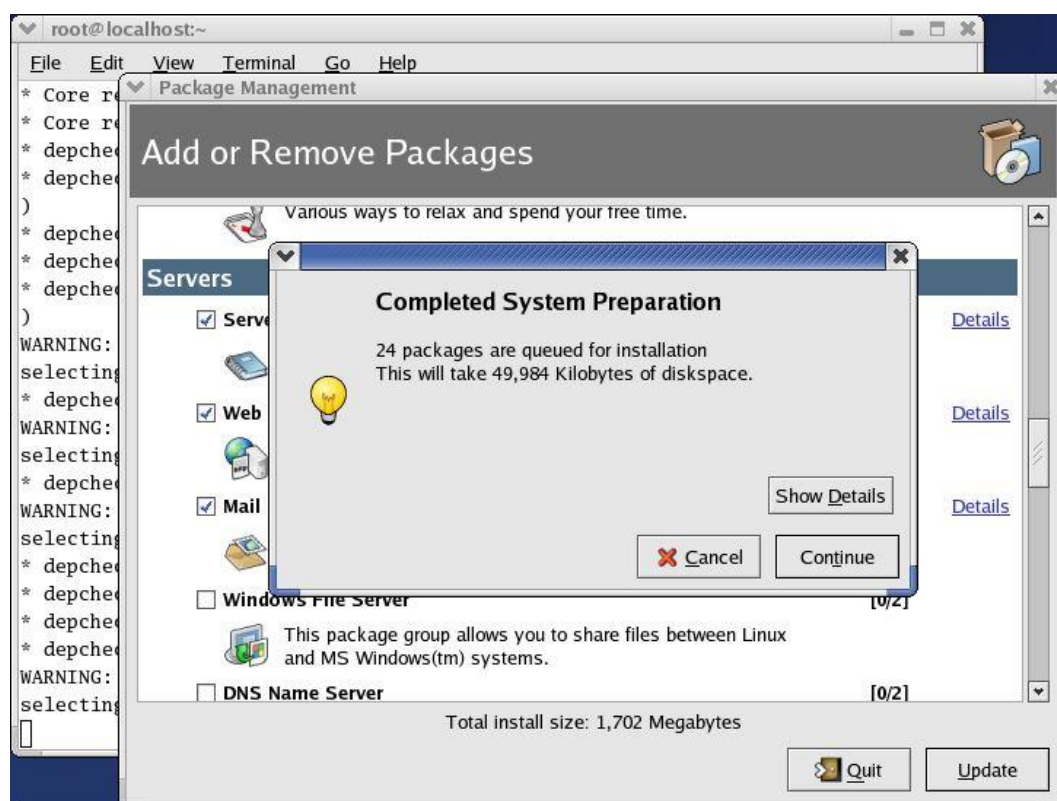 root@localhost:~
File Edit View Terminal Go Help
* Core re
* Core re
* depchec
* depchec
)
* depchec
* depchec
* depchec
)
WARNING:
selecting
* depchec
WARNING:
selecting
* depchec
WARNING:
selecting
* depchec
* depchec
* depchec
* depchec
WARNING:
selecting
Package Management
Add or Remove Packages
Various ways to relax and spend your free time.
Servers
Serve
Details
Web
Details
Mail
Details
Completed System Preparation
24 packages are queued for installation
This will take 49,984 Kilobytes of diskspace.
Show Details
Cancel
Continue
Windows File Server [0/2]
This package group allows you to share files between Linux
and MS Windows(tm) systems.
DNS Name Server [0/2]
Total install size: 1,702 Megabytes
Quit
Update